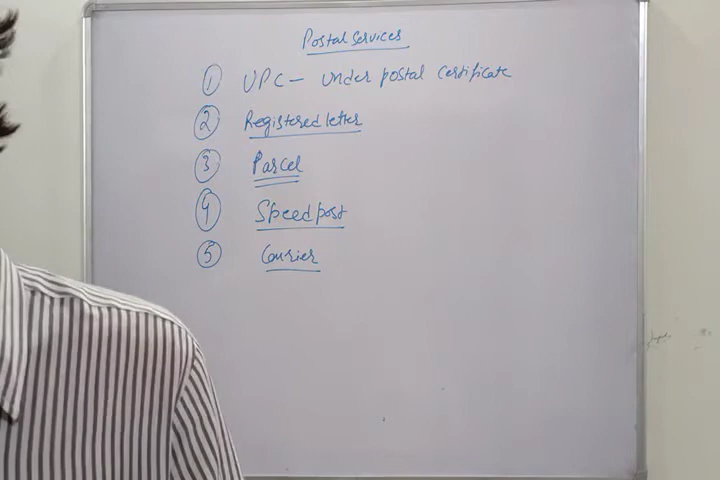 Postal Services
① UPC – Under postal certificate
② Registered letter
③ Parcel
④ Speed post
⑤ Courier